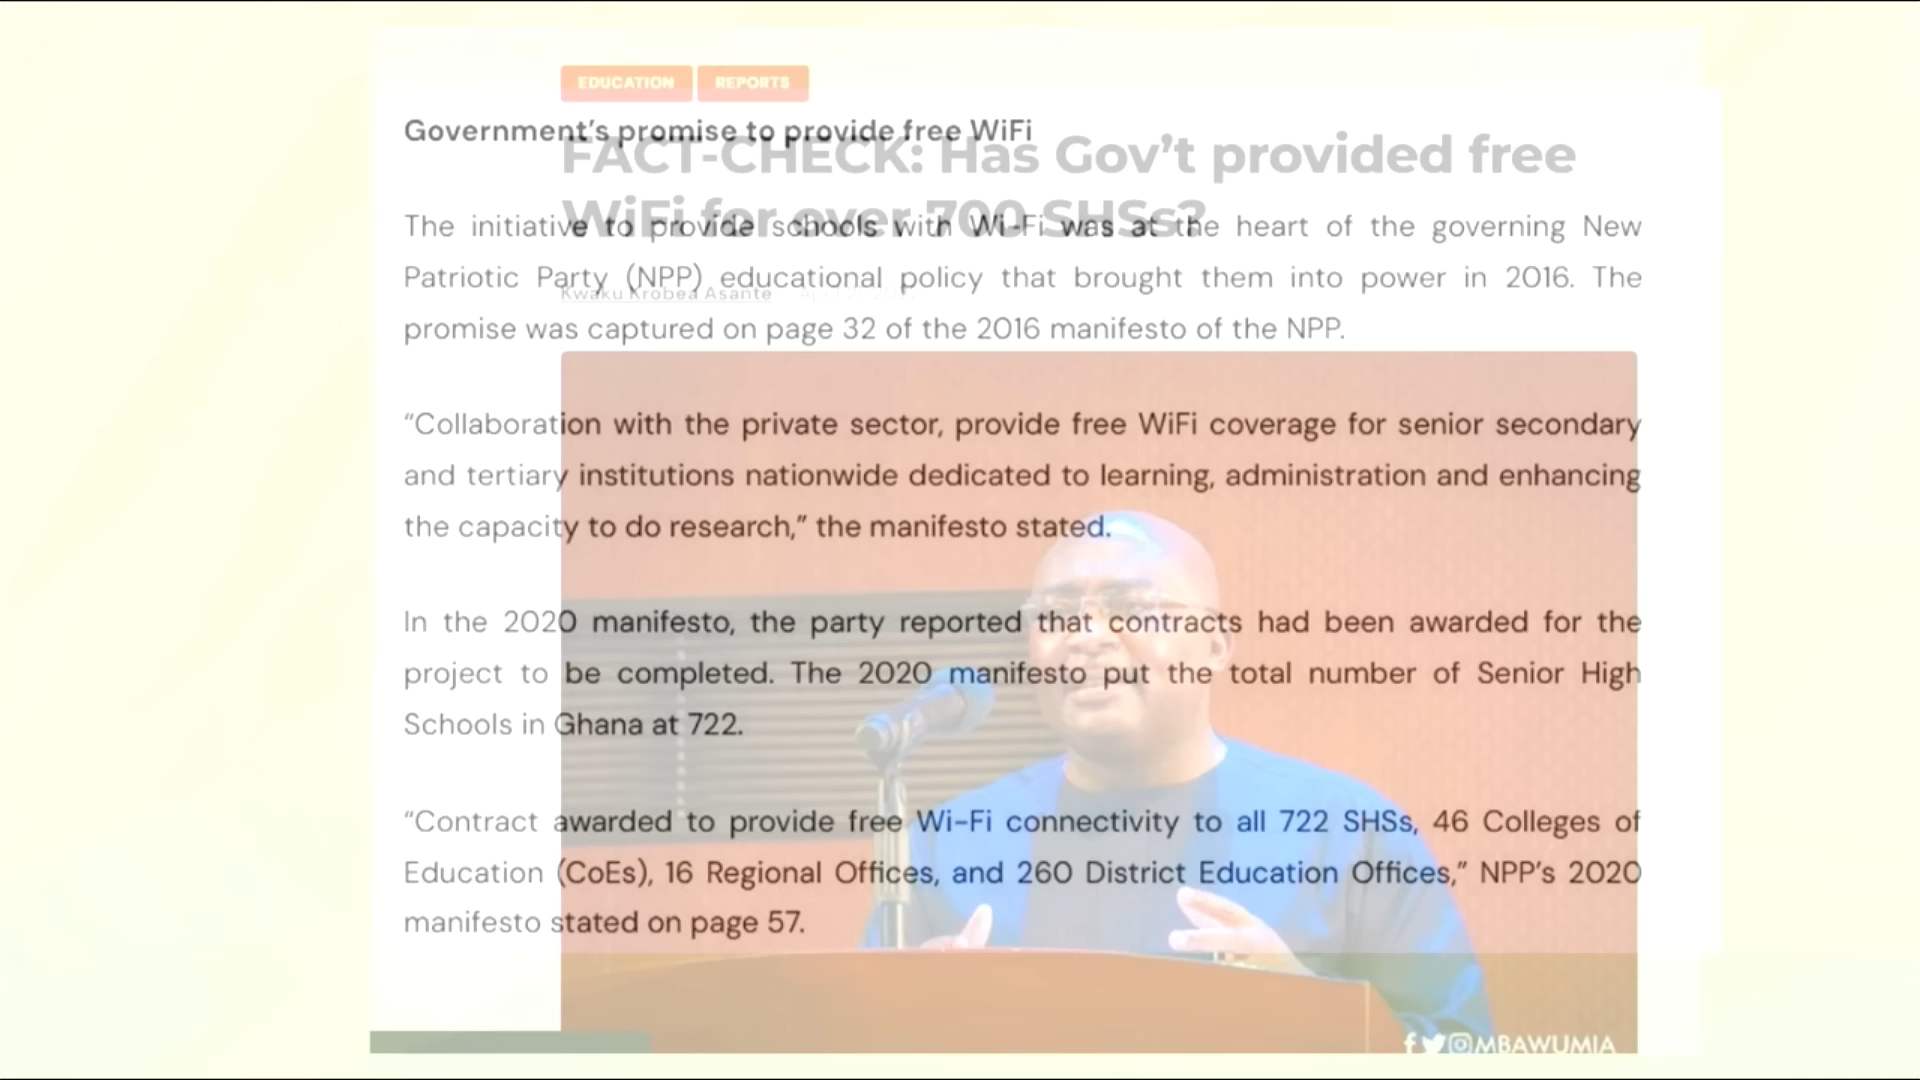 EDUCATION REPORTS
Government's promise to provide free WiFi
FACT-CHECK: Has Gov't provided free
WiFi for over 700 SHSs?
The initiative to provide schools with Wi-Fi was at the heart of the governing New
Patriotic Party (NPP) educational policy that brought them into power in 2016. The
Kwaku Krobea Asante
promise was captured on page 32 of the 2016 manifesto of the NPP.
“Collaboration with the private sector, provide free WiFi coverage for senior secondary
and tertiary institutions nationwide dedicated to learning, administration and enhancing
the capacity to do research,” the manifesto stated.
In the 2020 manifesto, the party reported that contracts had been awarded for the
project to be completed. The 2020 manifesto put the total number of Senior High
Schools in Ghana at 722.
“Contract awarded to provide free Wi-Fi connectivity to all 722 SHSs, 46 Colleges of
Education (CoEs), 16 Regional Offices, and 260 District Education Offices,” NPP's 2020
manifesto stated on page 57.
MBAWUMIA